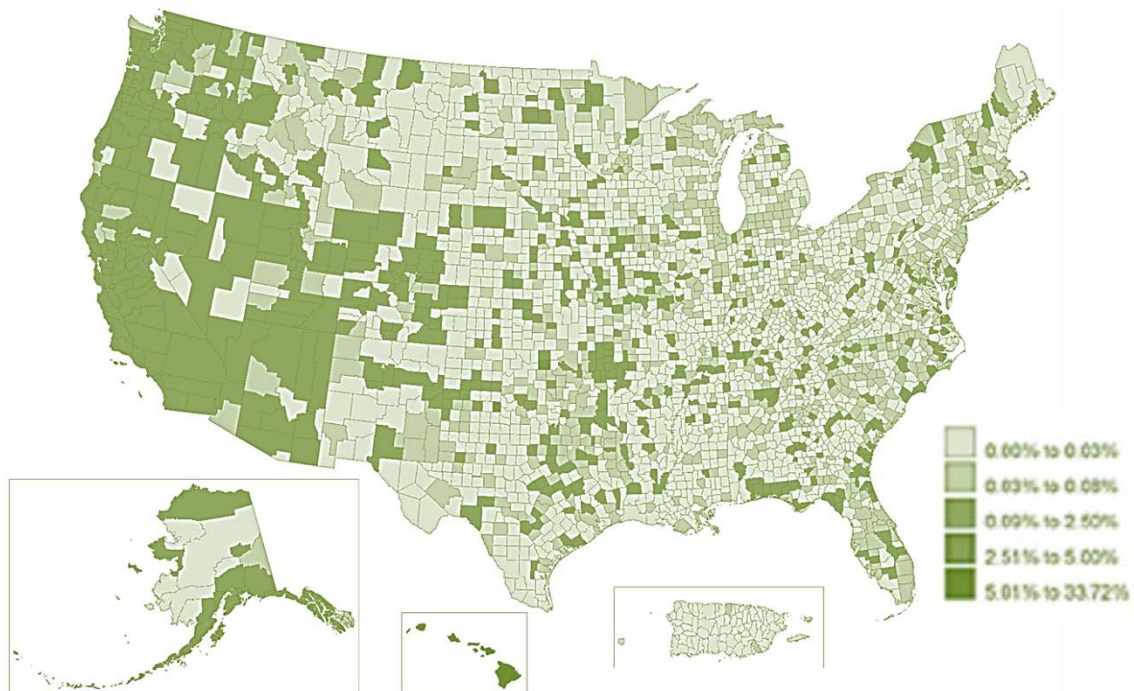 0.00% to 0.03%
0.03% to 0.08%
0.09% to 2.50%
2.51% to 5.00%
5.01% to 33.72%